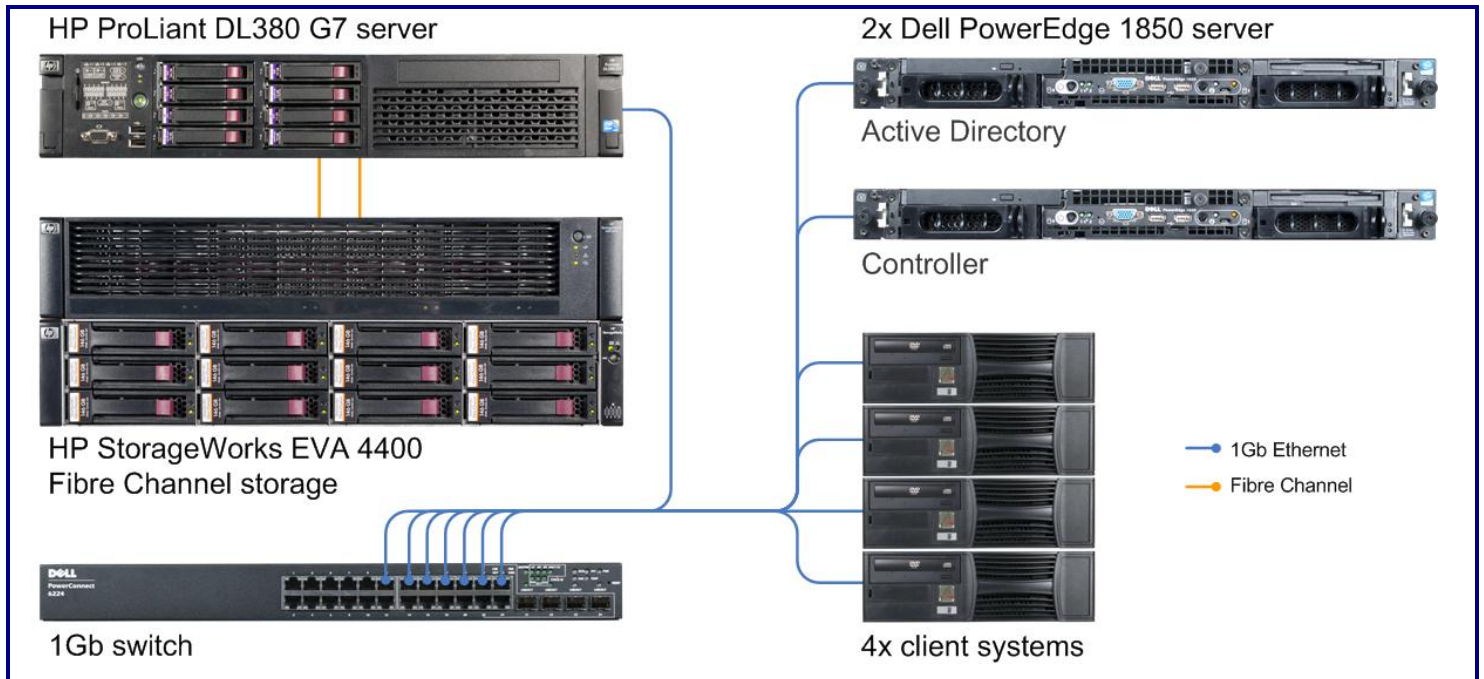 HP ProLiant DL380 G7 server
2x Dell PowerEdge 1850 server
Active Directory
Controller
HP StorageWorks EVA 4400
Fibre Channel storage
1Gb Ethernet
Fibre Channel
DELL
PowerConnect
6224
1Gb switch
4x client systems